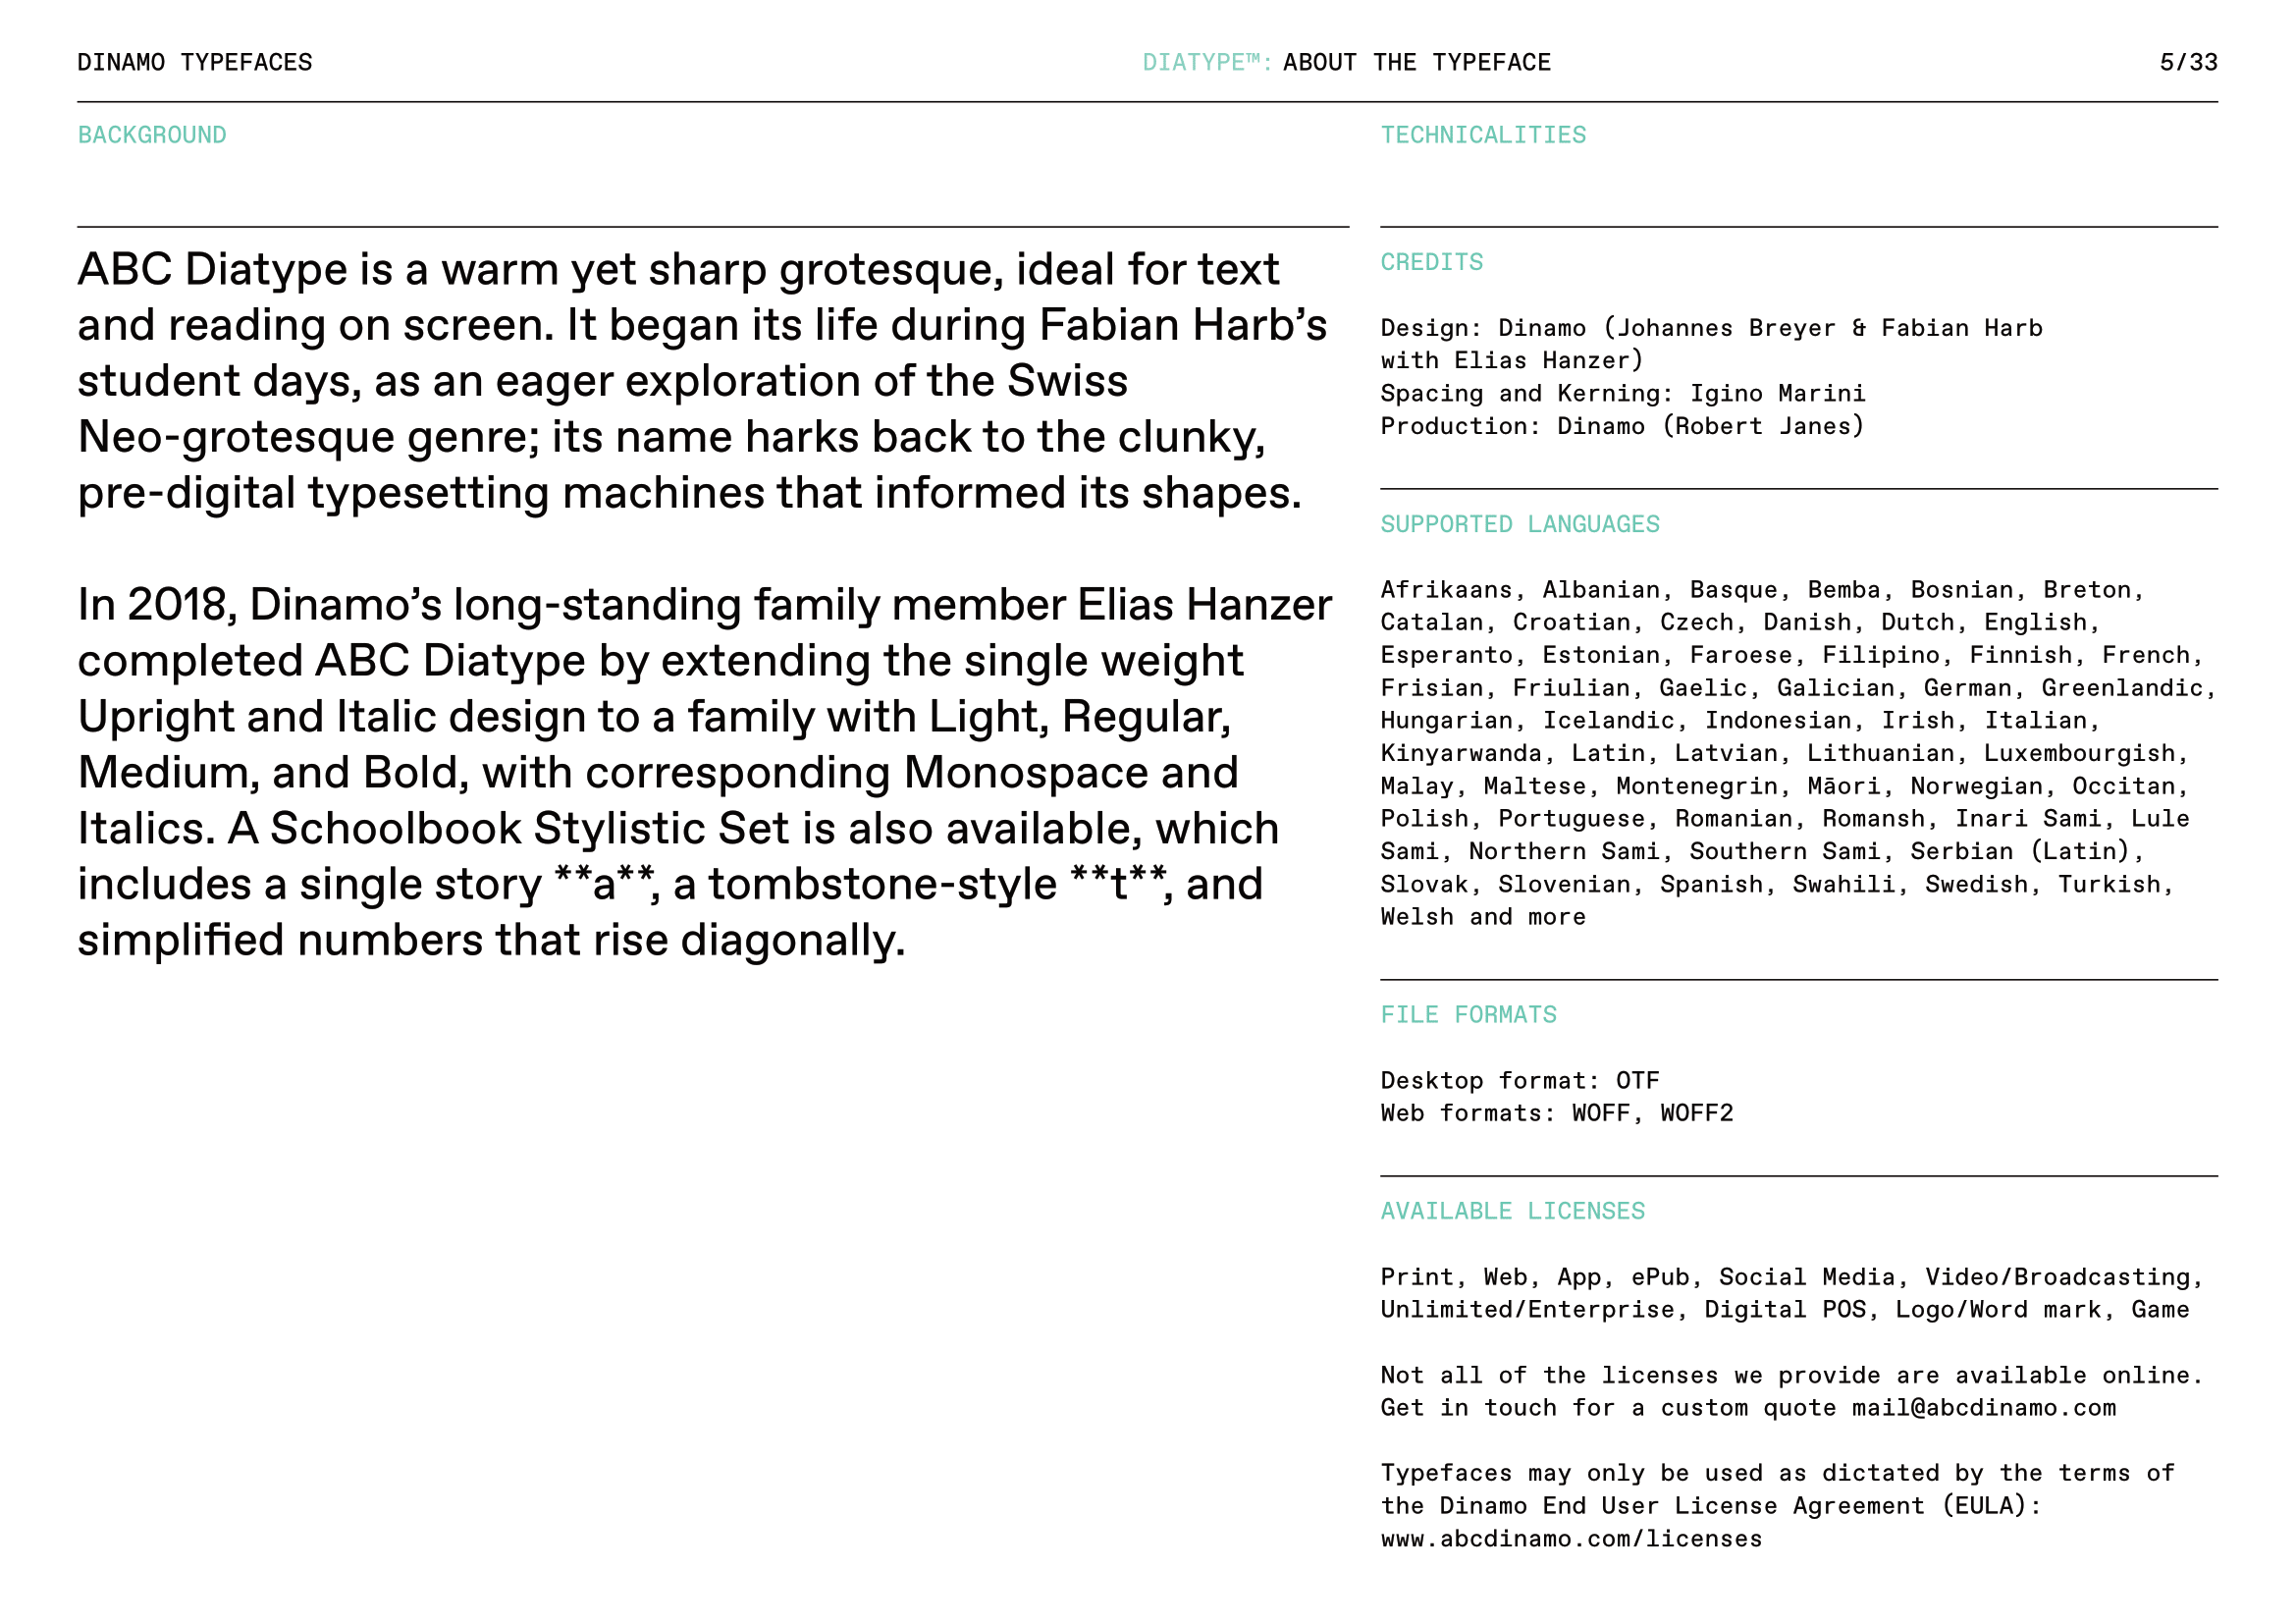 DINAMO TYPEFACES
DIATYPE™: ABOUT THE TYPEFACE
5/33
BACKGROUND
ABC Diatype is a warm yet sharp grotesque, ideal for text
and reading on screen. It began its life during Fabian Harb’s
student days, as an eager exploration of the Swiss
Neo-grotesque genre; its name harks back to the clunky,
pre-digital typesetting machines that informed its shapes.
In 2018, Dinamo’s long-standing family member Elias Hanzer
completed ABC Diatype by extending the single weight
Upright and Italic design to a family with Light, Regular,
Medium, and Bold, with corresponding Monospace and
Italics. A Schoolbook Stylistic Set is also available, which
includes a single story **a**, a tombstone-style **t**, and
simplified numbers that rise diagonally.
TECHNICALITIES
CREDITS
Design: Dinamo (Johannes Breyer & Fabian Harb
with Elias Hanzer)
Spacing and Kerning: Igino Marini
Production: Dinamo (Robert Janes)
SUPPORTED LANGUAGES
Afrikaans, Albanian, Basque, Bemba, Bosnian, Breton,
Catalan, Croatian, Czech, Danish, Dutch, English,
Esperanto, Estonian, Faroese, Filipino, Finnish, French,
Frisian, Friulian, Gaelic, Galician, German, Greenlandic,
Hungarian, Icelandic, Indonesian, Irish, Italian,
Kinyarwanda, Latin, Latvian, Lithuanian, Luxembourgish,
Malay, Maltese, Montenegrin, Māori, Norwegian, Occitan,
Polish, Portuguese, Romanian, Romansh, Inari Sami, Lule
Sami, Northern Sami, Southern Sami, Serbian (Latin),
Slovak, Slovenian, Spanish, Swahili, Swedish, Turkish,
Welsh and more
FILE FORMATS
Desktop format: OTF
Web formats: WOFF, WOFF2
AVAILABLE LICENSES
Print, Web, App, ePub, Social Media, Video/Broadcasting,
Unlimited/Enterprise, Digital POS, Logo/Word mark, Game
Not all of the licenses we provide are available online.
Get in touch for a custom quote mail@abcdinamo.com
Typefaces may only be used as dictated by the terms of
the Dinamo End User License Agreement (EULA):
www.abcdinamo.com/licenses